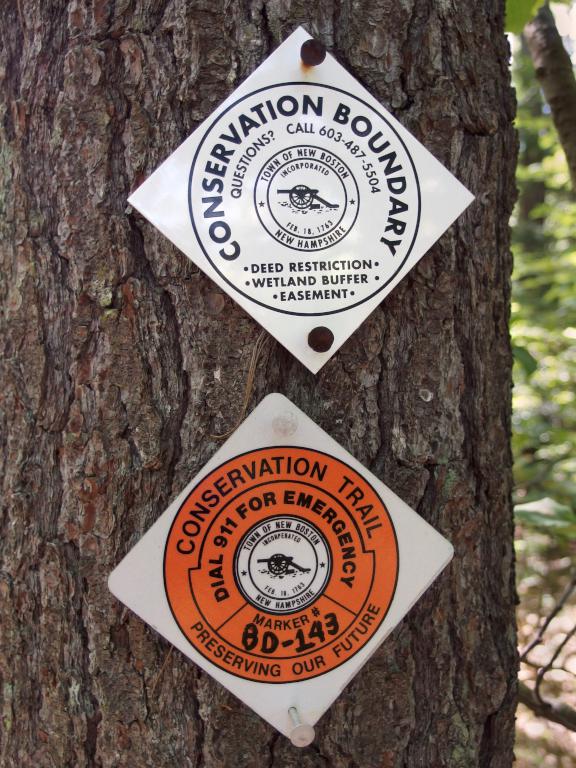 CONSERVATION BOUNDARY
QUESTIONS? CALL 603-487-5504
TOWN OF NEW BOSTON
INCORPORATED
FEB. 18, 1763
NEW HAMPSHIRE
•DEED RESTRICTION•
•WETLAND BUFFER•
•EASEMENT•
CONSERVATION TRAIL
DIAL 911 FOR EMERGENCY
TOWN OF NEW BOSTON
INCORPENATED
FEB. 18, 1763
NEW HAMPSHIRE
MARKER #
BD-143
PRESERVING OUR FUTURE